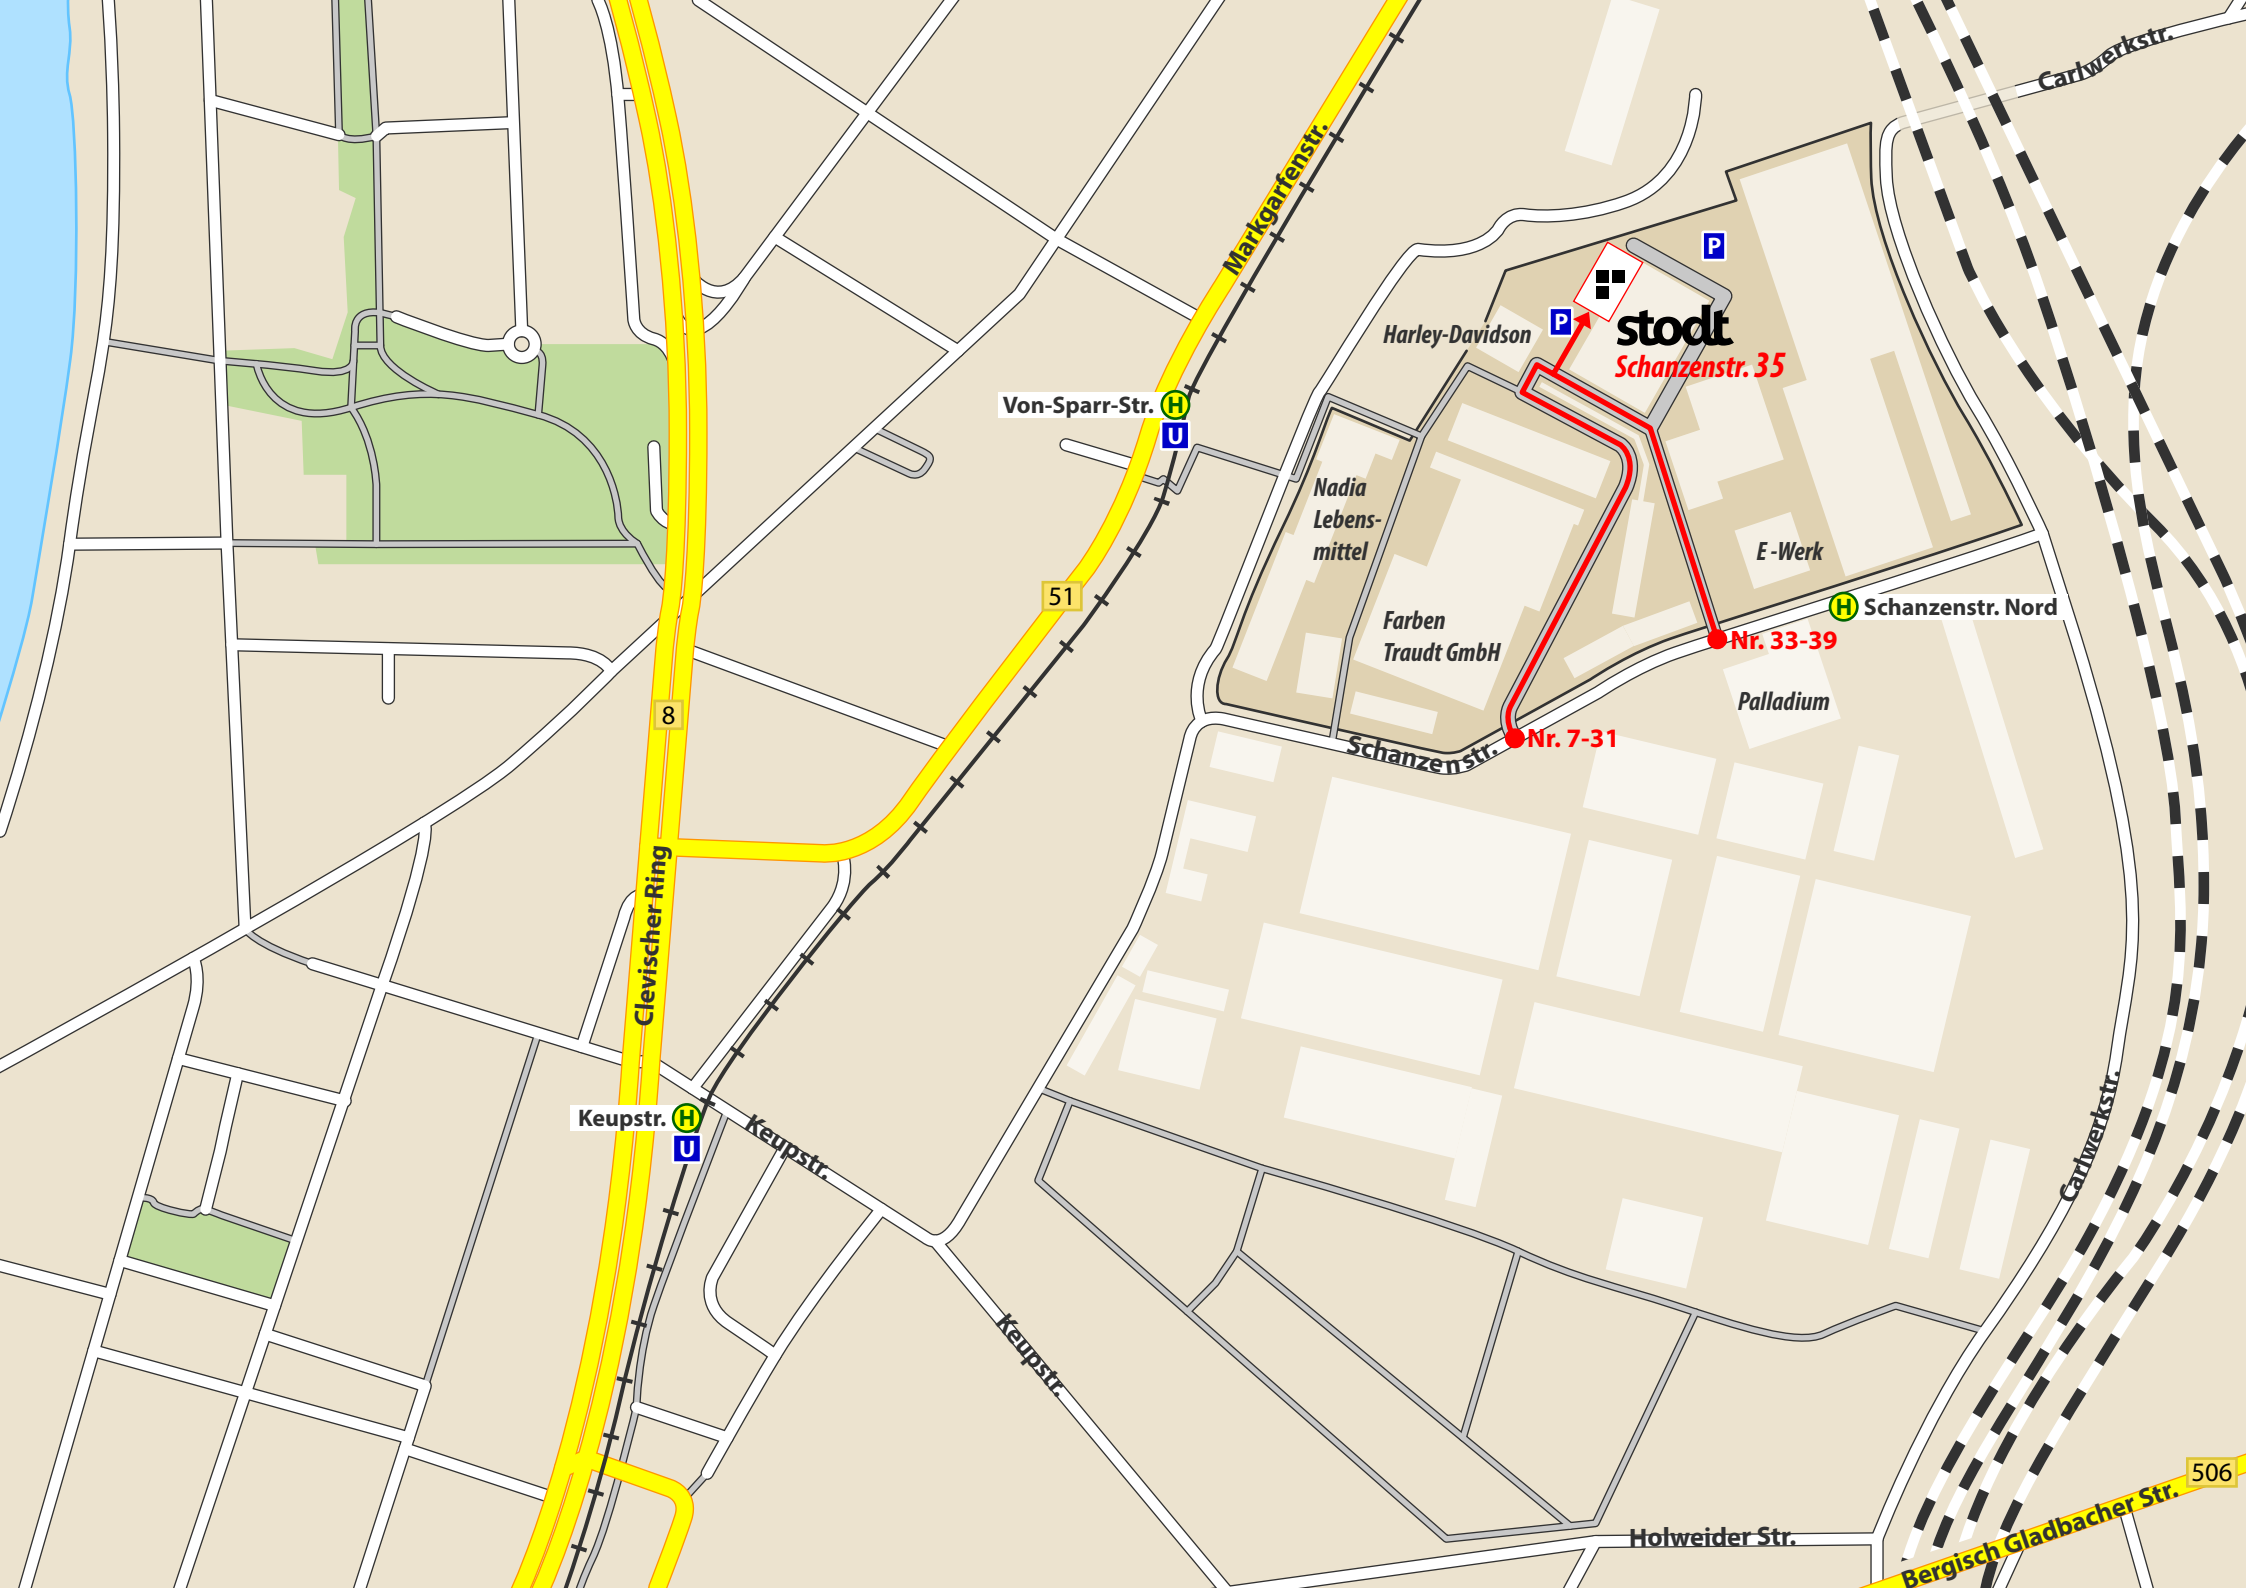 Carlwerkstr.
Markgarfenstr.
P
P
stodt
Schanzenstr. 35
Harley-Davidson
Von-Sparr-Str.
H
U
Nadia
Lebens-
mittel
E -Werk
51
H
Schanzenstr. Nord
Farben
Traudt GmbH
Nr. 33-39
Palladium
8
Nr. 7-31
Schanzenstr.
Clevischer Ring
Keupstr.
H
U
Keupstr.
Carlwerkstr.
Keupstr.
506
Holweider Str.
Bergisch Gladbacher Str.